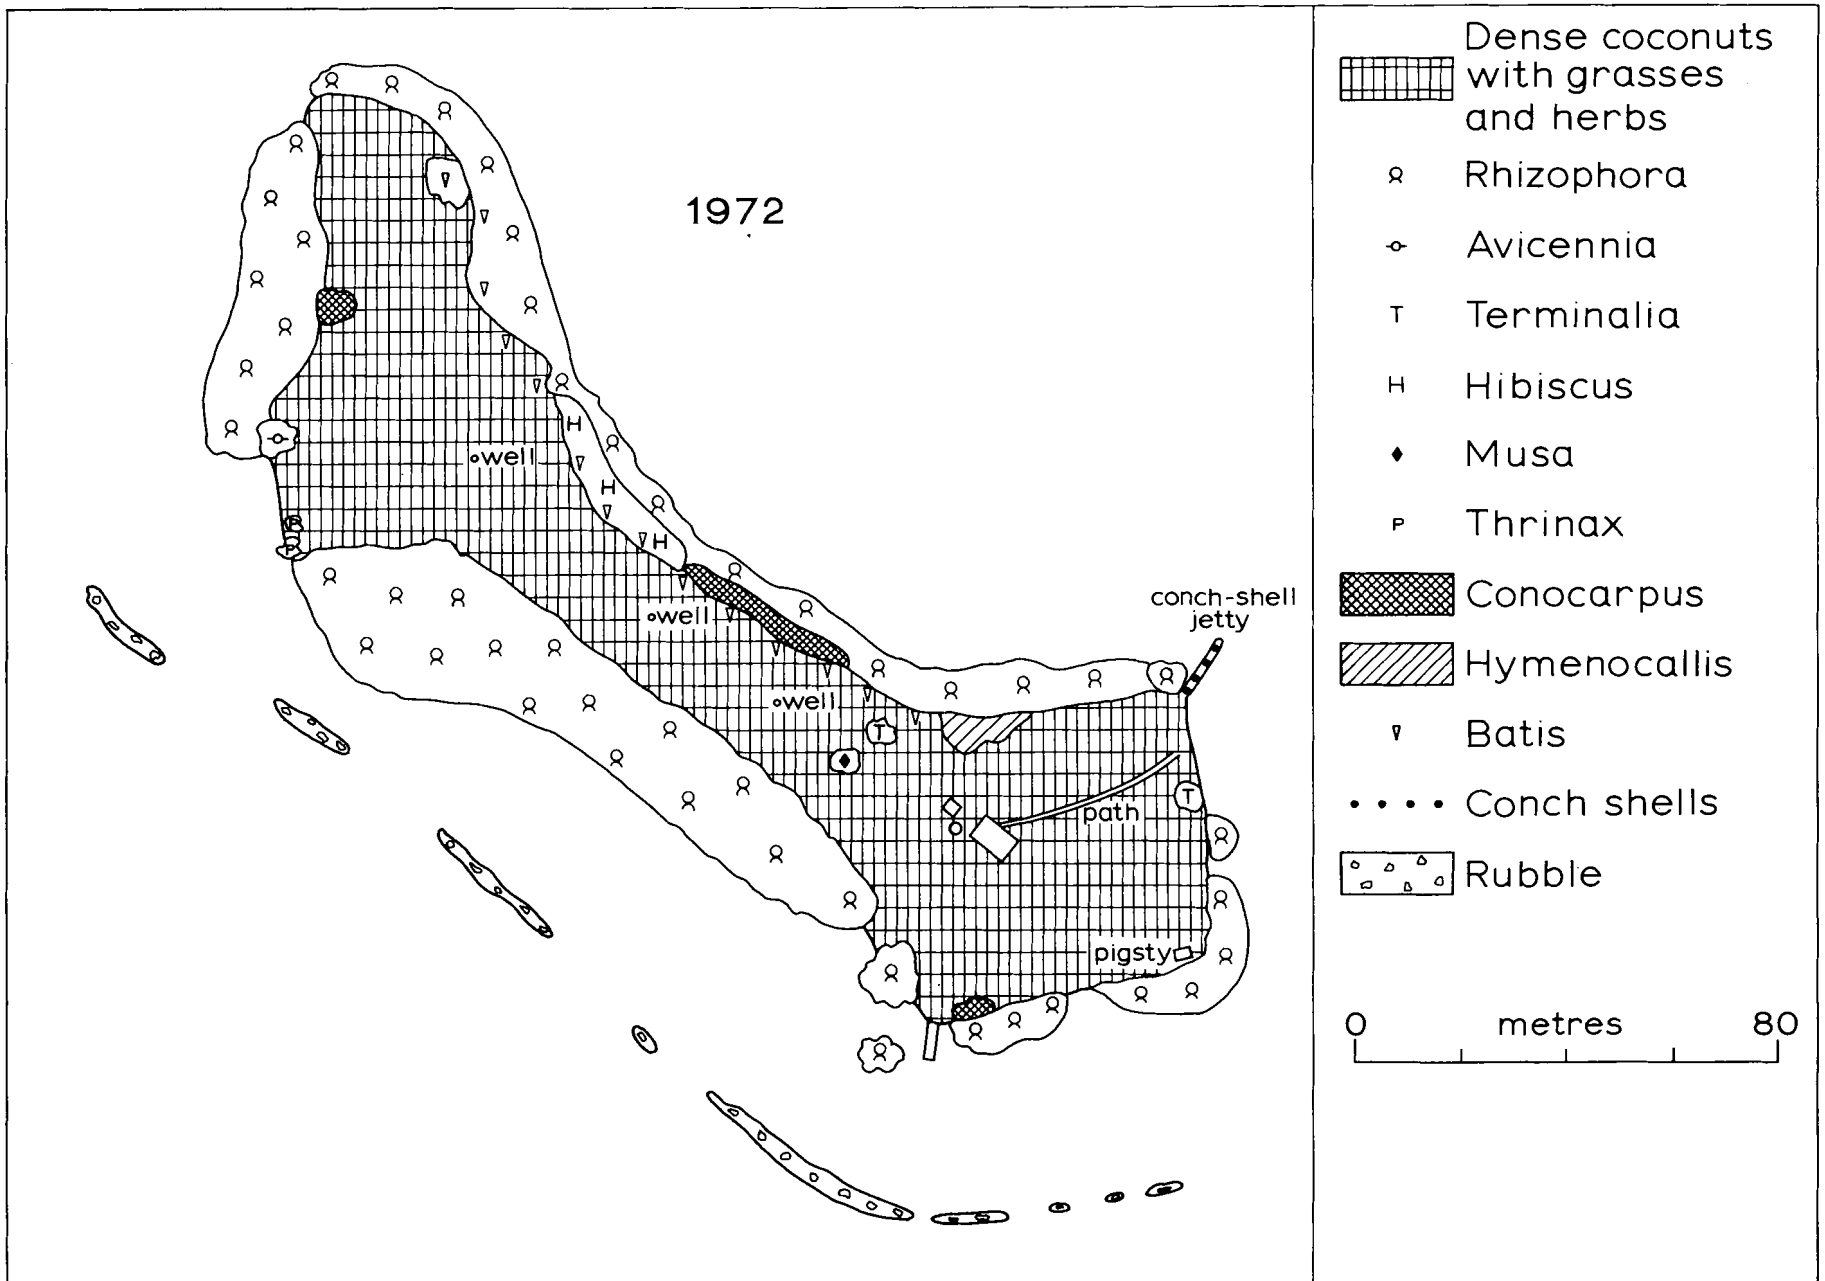 1972
T
H
H
H
well
P
P
well
well
T
conch-shell
jetty
path
T
pigsty
Dense coconuts
with grasses
and herbs
Rhizophora
Avicennia
T Terminalia
H Hibiscus
Musa
P Thrinax
Conocarpus
Hymenocallis
Batis
Conch shells
Rubble
0 metres 80